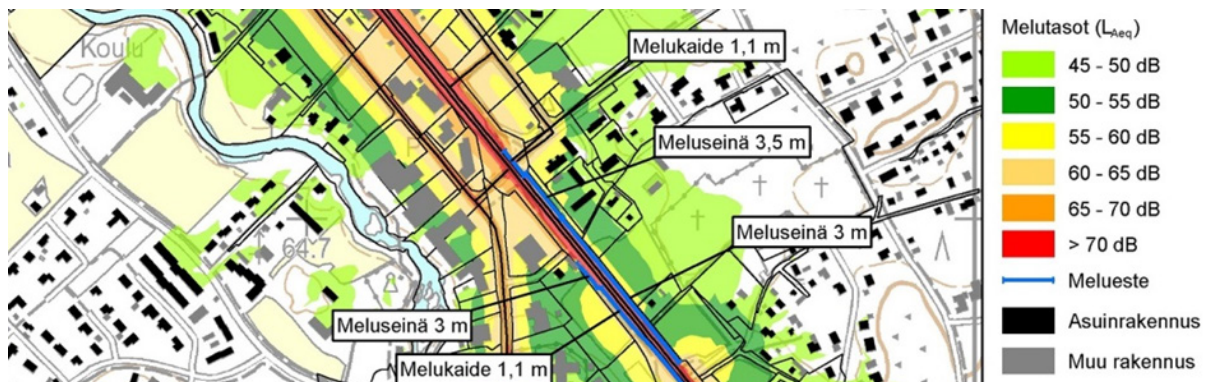 Koulu
Melukaide 1,1 m
Meluseinä 3,5 m
Meluseinä 3 m
64.7
Meluseinä 3 m
Melukaide 1,1 m
Melutasot (LAeq)
45 - 50 dB
50 - 55 dB
55 - 60 dB
60 - 65 dB
65 - 70 dB
> 70 dB
Melueste
Asuinrakennus
Muu rakennus